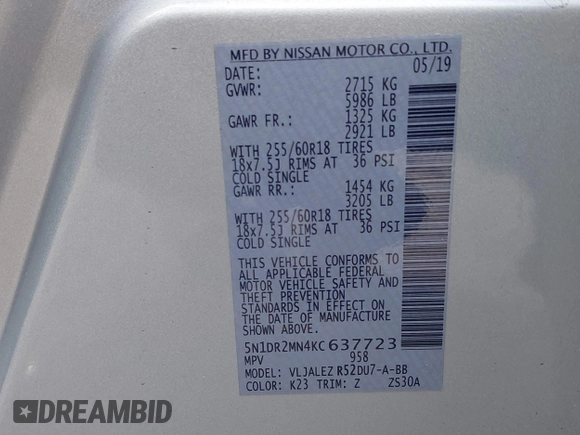 MFD BY NISSAN MOTOR CO., LTD.
DATE: 05/19
GVWR: 2715 KG
5986 LB
GAWR FR.: 1325 KG
2921 LB
WITH 255/60R18 TIRES
18x7.5J RIMS AT 36 PSI
COLD SINGLE
GAWR RR.: 1454 KG
3205 LB
WITH 255/60R18 TIRES
18x7.5J RIMS AT 36 PSI
COLD SINGLE
THIS VEHICLE CONFORMS TO
ALL APPLICABLE FEDERAL
MOTOR VEHICLE SAFETY AND
THEFT PREVENTION
STANDARDS IN EFFECT ON
THE DATE OF MANUFACTURE
SHOWN ABOVE.
5N1DR2MN4KC637723
MPV 958
MODEL: VLJALEZ R52DU7-A-BB
COLOR: K23 TRIM: Z ZS30A
DREAMBID